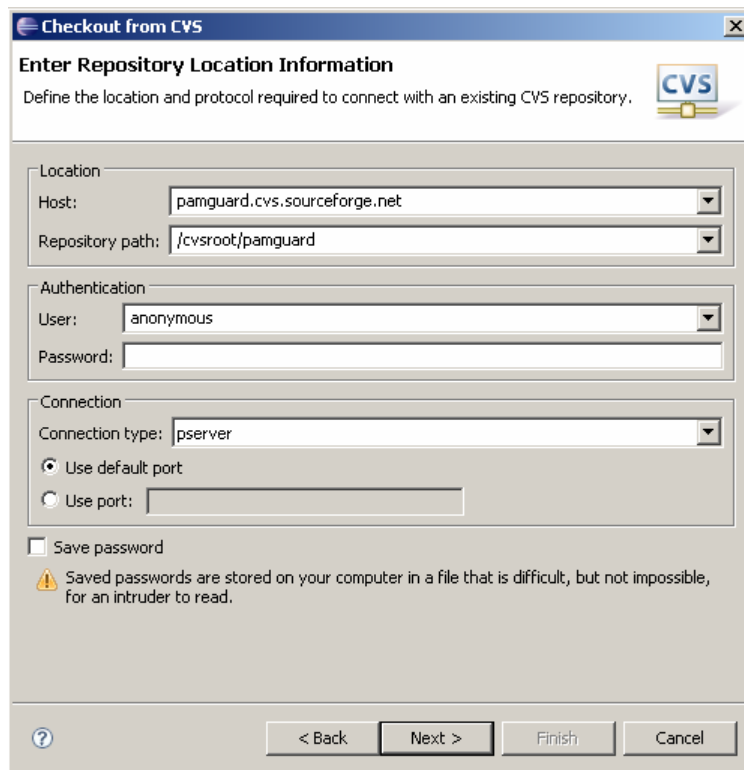 Checkout from CVS
Enter Repository Location Information
Define the location and protocol required to connect with an existing CVS repository.
CVS
Location
Host: pamguard.cvs.sourceforge.net
Repository path: /cvsroot/pamguard
Authentication
User: anonymous
Password:
Connection
Connection type: pserver
Use default port
Use port:
Save password
Saved passwords are stored on your computer in a file that is difficult, but not impossible,
for an intruder to read.
? < Back Next > Finish Cancel